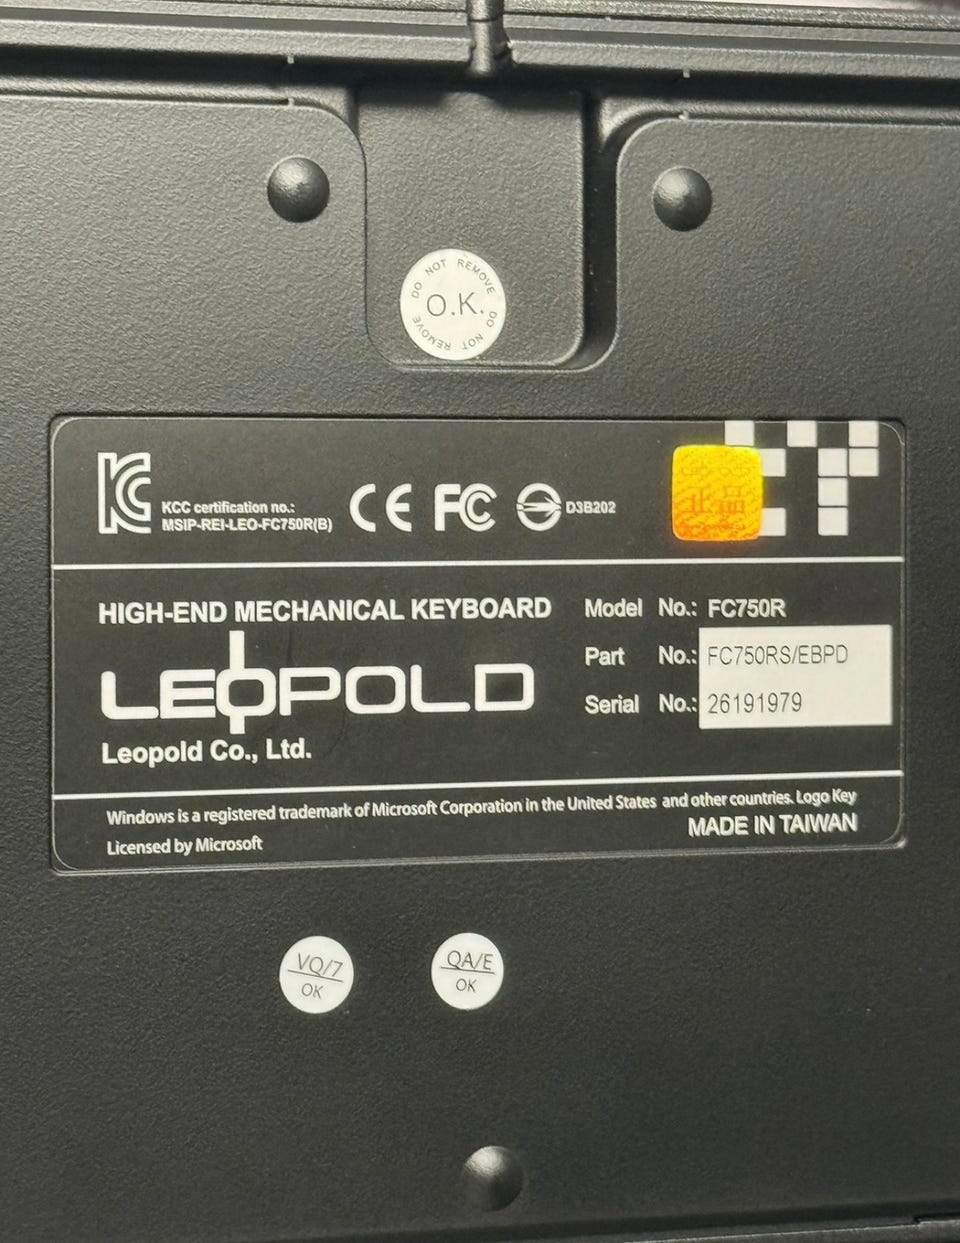 DO NOT REMOVE DO NOT REMOVE
O.K.
KCC certification no.:
MSIP-REI-LEO-FC750R(B)
CE FC D3B202
正品
HIGH-END MECHANICAL KEYBOARD
LEOPOLD
Leopold Co., Ltd.
Model No.: FC750R
Part No.: FC750RS/EBPD
Serial No.: 26191979
Windows is a registered trademark of Microsoft Corporation in the United States and other countries. Logo Key
Licensed by Microsoft
MADE IN TAIWAN
VQ/7
OK
QA/E
OK